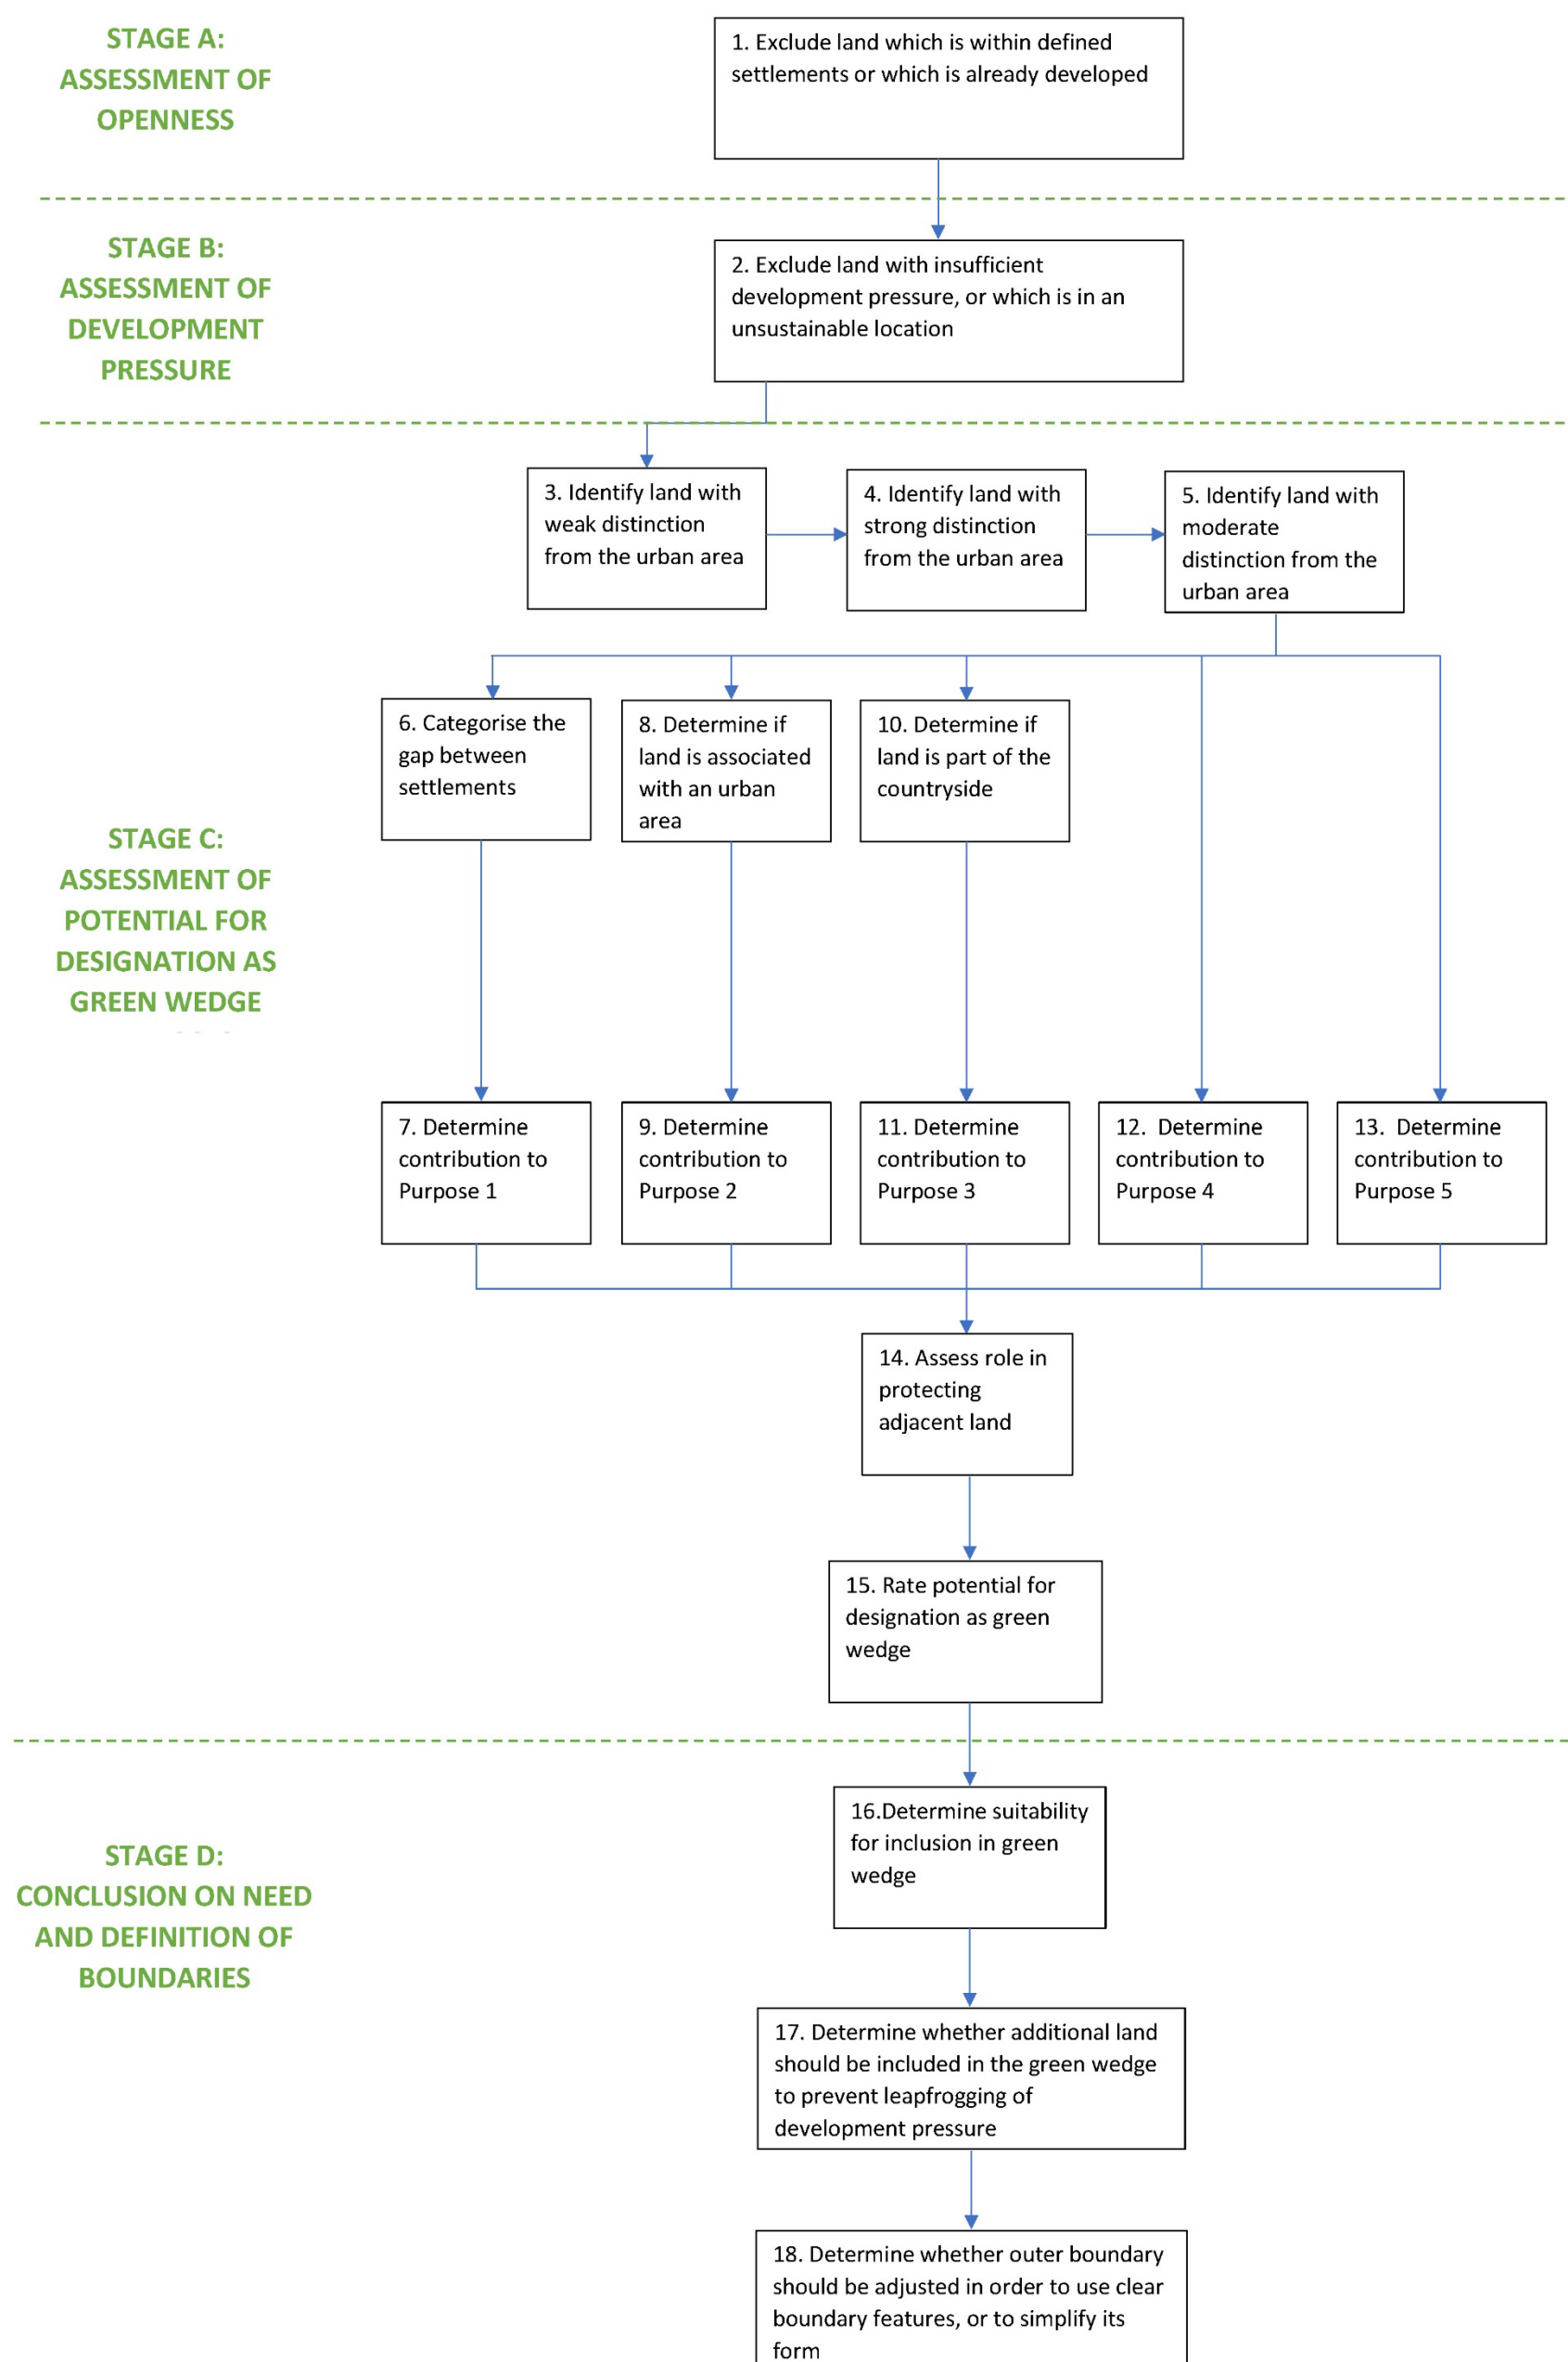 STAGE A:
ASSESSMENT OF
OPENNESS
1. Exclude land which is within defined
settlements or which is already developed
STAGE B:
ASSESSMENT OF
DEVELOPMENT
PRESSURE
2. Exclude land with insufficient
development pressure, or which is in an
unsustainable location
3. Identify land with
weak distinction
from the urban area
4. Identify land with
strong distinction
from the urban area
5. Identify land with
moderate
distinction from the
urban area
STAGE C:
ASSESSMENT OF
POTENTIAL FOR
DESIGNATION AS
GREEN WEDGE
6. Categorise the
gap between
settlements
8. Determine if
land is associated
with an urban
area
10. Determine if
land is part of the
countryside
7. Determine
contribution to
Purpose 1
9. Determine
contribution to
Purpose 2
11. Determine
contribution to
Purpose 3
12.  Determine
contribution to
Purpose 4
13.  Determine
contribution to
Purpose 5
14. Assess role in
protecting
adjacent land
15. Rate potential for
designation as green
wedge
STAGE D:
CONCLUSION ON NEED
AND DEFINITION OF
BOUNDARIES
16.Determine suitability
for inclusion in green
wedge
17. Determine whether additional land
should be included in the green wedge
to prevent leapfrogging of
development pressure
18. Determine whether outer boundary
should be adjusted in order to use clear
boundary features, or to simplify its
form